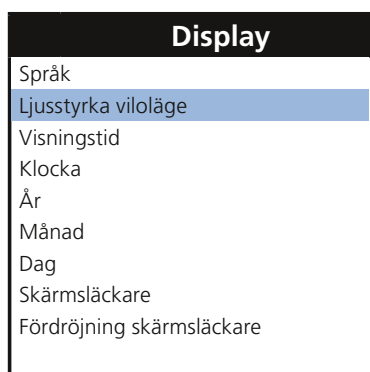 Display
Språk
Ljusstyrka viloläge
Visningstid
Klocka
År
Månad
Dag
Skärmsläckare
Fördröjning skärmsläckare